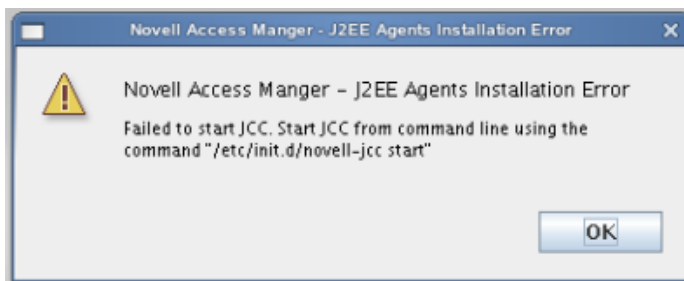 Novell Access Manger - J2EE Agents Installation Error
Novell Access Manger – J2EE Agents Installation Error
Failed to start JCC. Start JCC from command line using the
command "/etc/init.d/novell-jcc start"
OK